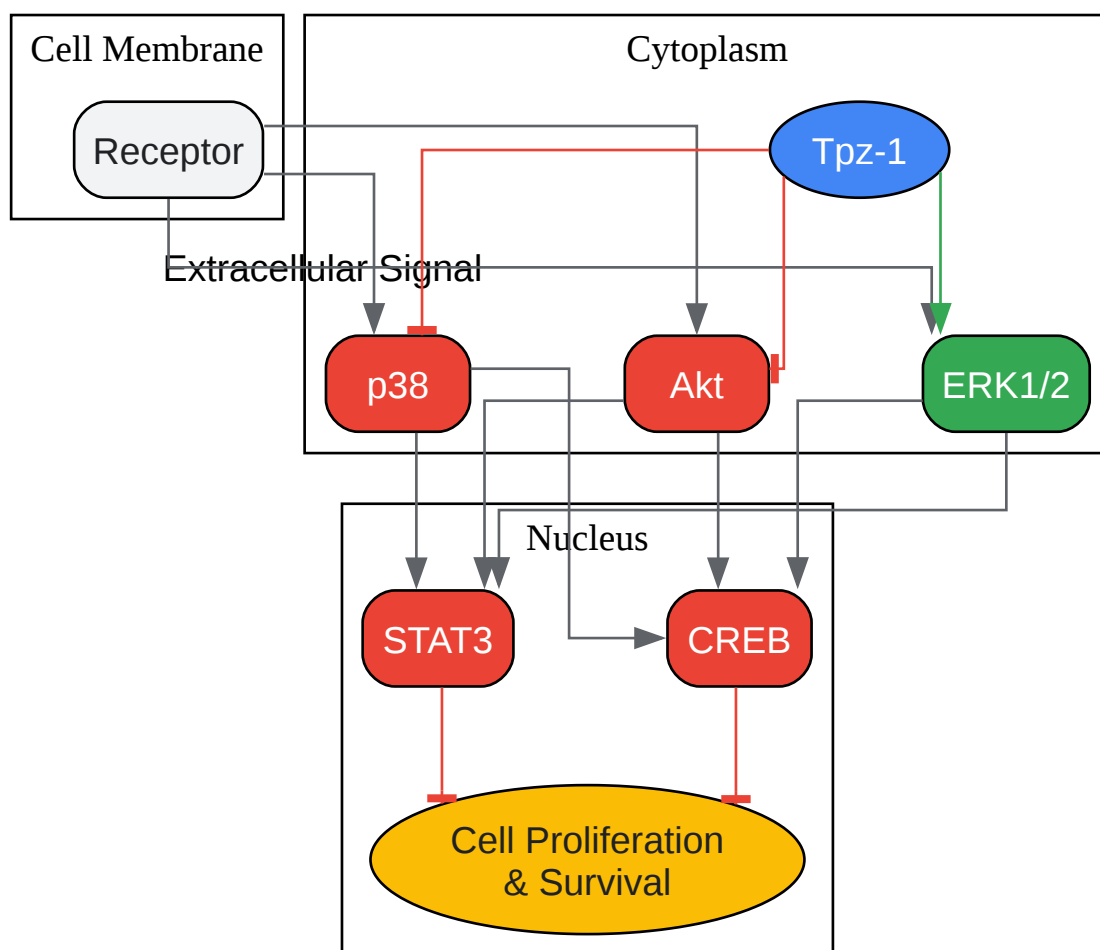 Cell Membrane
Cytoplasm
Receptor
Tpz-1
Extracellular Signal
p38
Akt
ERK1/2
Nucleus
STAT3
CREB
Cell Proliferation
& Survival